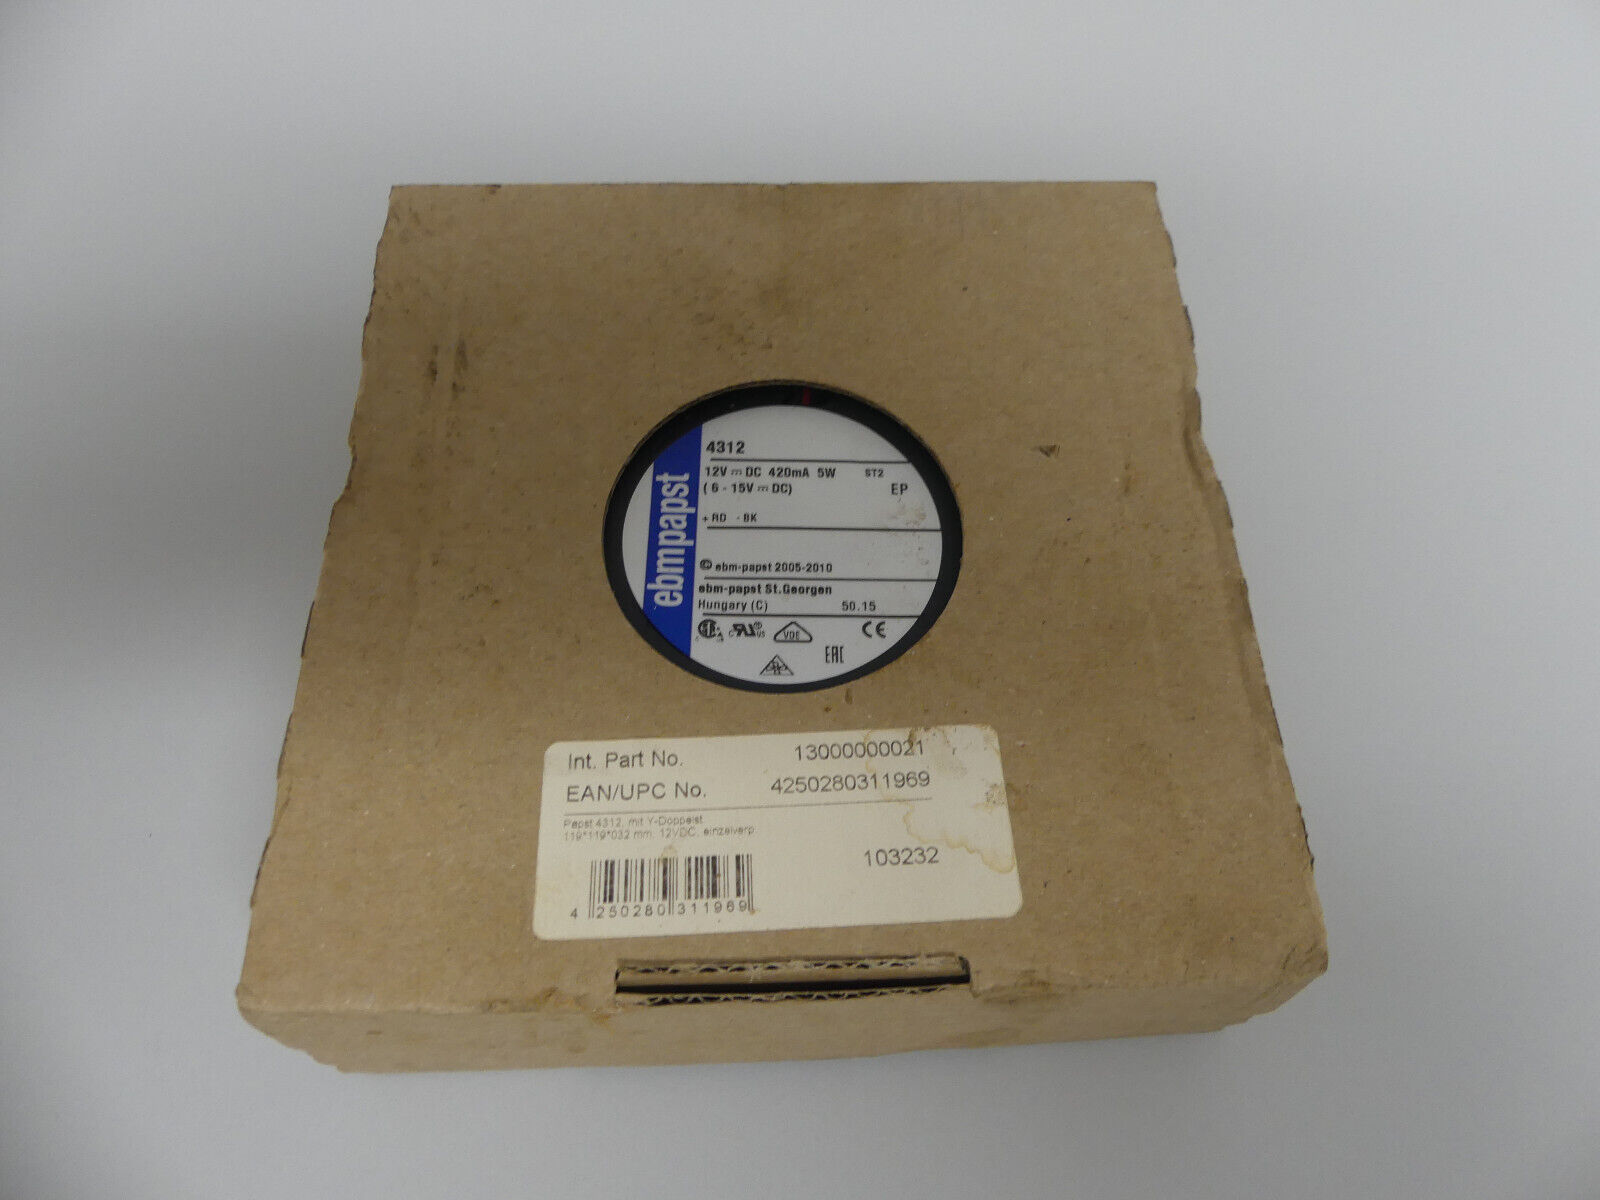 ebmpapst
4312
12V ⎓ DC 420mA 5W ST2
(6 - 15V ⎓ DC) EP
+ RD - BK
© ebm-papst 2005-2010
ebm-papst St.Georgen
Hungary (C) 50.15
VDE CE
EAC
Int. Part No. 13000000021
EAN/UPC No. 4250280311969
Papst 4312, mit Y-Doppelst
119*119*032 mm, 12VDC, einzelverp.
103232
4 250280 311969